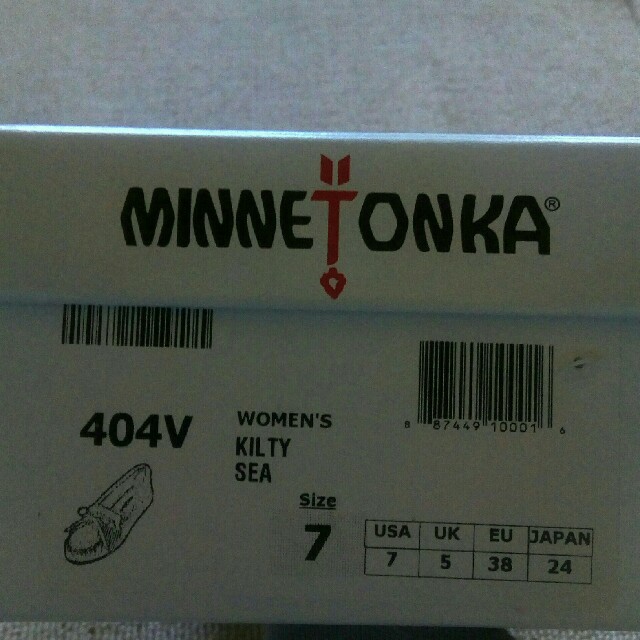 MINNETONKA®
404V
WOMEN'S
KILTY
SEA
8 87449 10001 6
Size
7
USA UK EU JAPAN
7 5 38 24